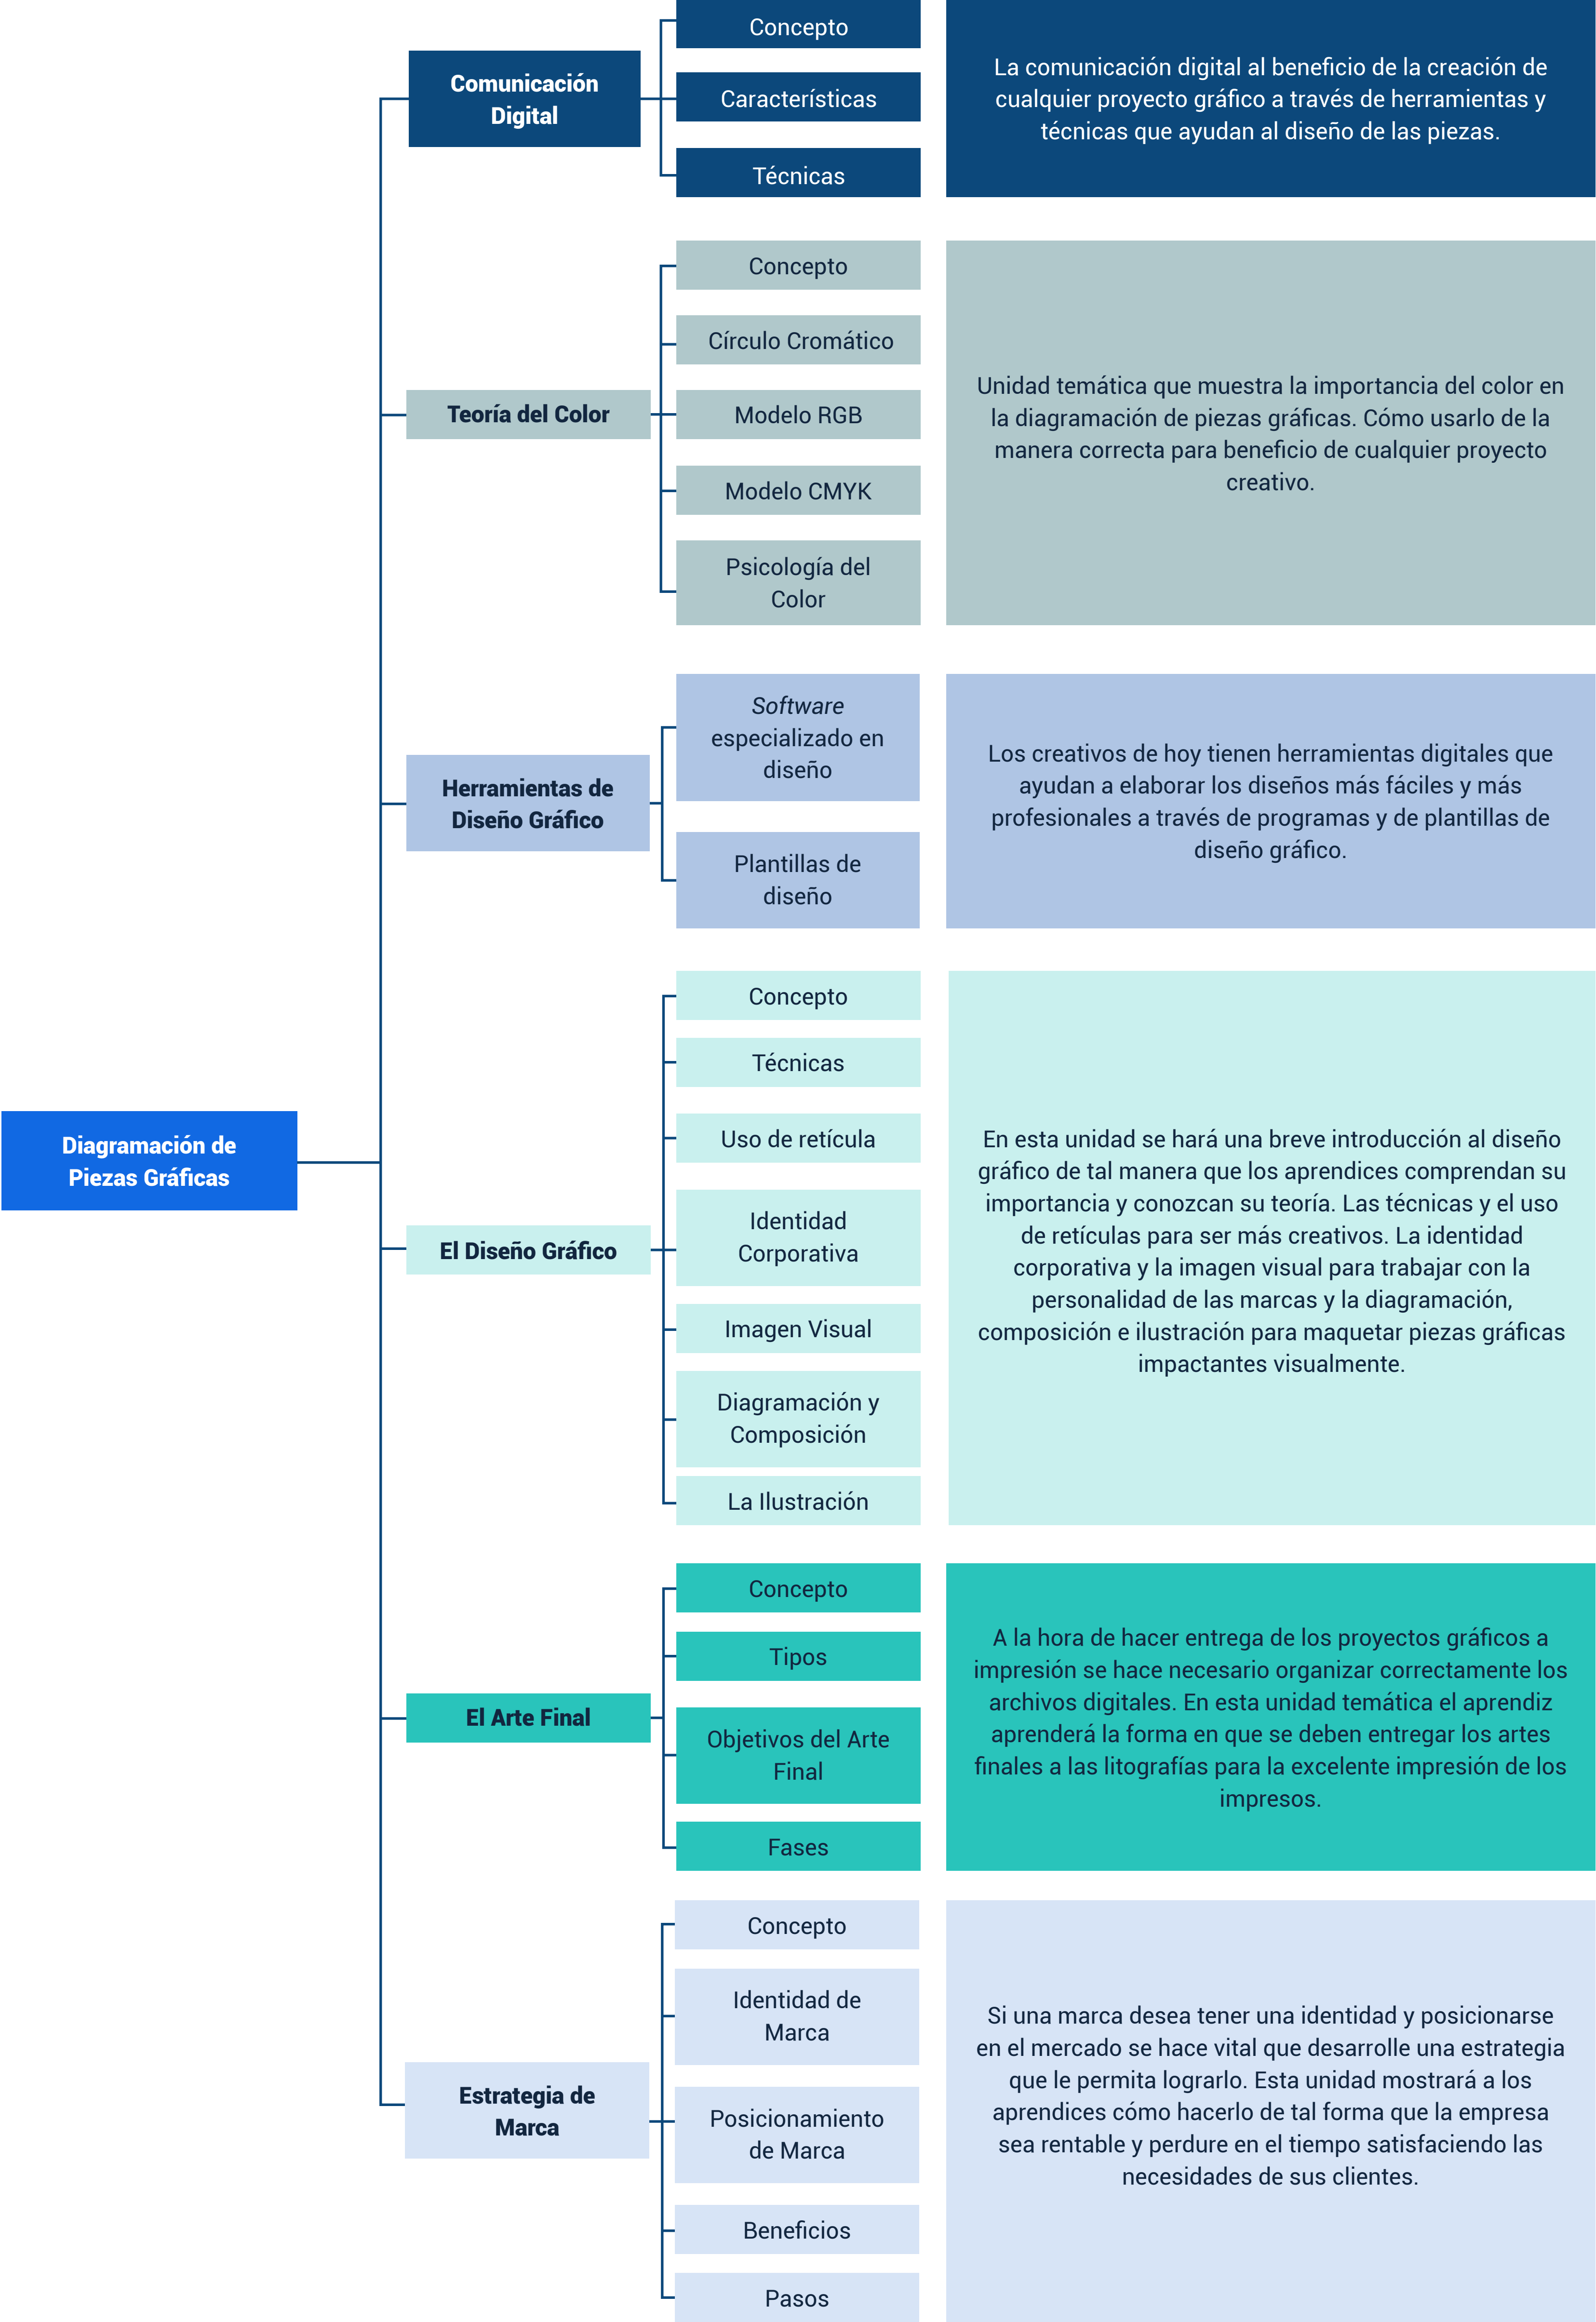 Diagramación de
Piezas Gráficas
Comunicación
Digital
Concepto
Características
Técnicas
La comunicación digital al beneficio de la creación de
cualquier proyecto gráfico a través de herramientas y
técnicas que ayudan al diseño de las piezas.
Teoría del Color
Concepto
Círculo Cromático
Modelo RGB
Modelo CMYK
Psicología del
Color
Unidad temática que muestra la importancia del color en
la diagramación de piezas gráficas. Cómo usarlo de la
manera correcta para beneficio de cualquier proyecto
creativo.
Herramientas de
Diseño Gráfico
Software
especializado en
diseño
Plantillas de
diseño
Los creativos de hoy tienen herramientas digitales que
ayudan a elaborar los diseños más fáciles y más
profesionales a través de programas y de plantillas de
diseño gráfico.
El Diseño Gráfico
Concepto
Técnicas
Uso de retícula
Identidad
Corporativa
Imagen Visual
Diagramación y
Composición
La Ilustración
En esta unidad se hará una breve introducción al diseño
gráfico de tal manera que los aprendices comprendan su
importancia y conozcan su teoría. Las técnicas y el uso
de retículas para ser más creativos. La identidad
corporativa y la imagen visual para trabajar con la
personalidad de las marcas y la diagramación,
composición e ilustración para maquetar piezas gráficas
impactantes visualmente.
El Arte Final
Concepto
Tipos
Objetivos del Arte
Final
Fases
A la hora de hacer entrega de los proyectos gráficos a
impresión se hace necesario organizar correctamente los
archivos digitales. En esta unidad temática el aprendiz
aprenderá la forma en que se deben entregar los artes
finales a las litografías para la excelente impresión de los
impresos.
Estrategia de
Marca
Concepto
Identidad de
Marca
Posicionamiento
de Marca
Beneficios
Pasos
Si una marca desea tener una identidad y posicionarse
en el mercado se hace vital que desarrolle una estrategia
que le permita lograrlo. Esta unidad mostrará a los
aprendices cómo hacerlo de tal forma que la empresa
sea rentable y perdure en el tiempo satisfaciendo las
necesidades de sus clientes.